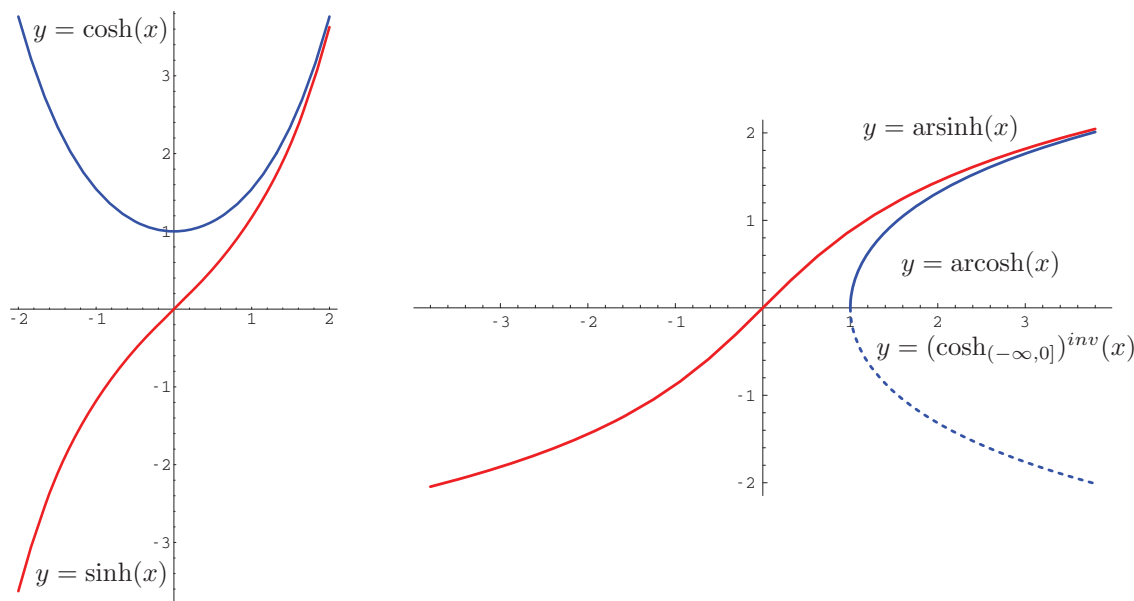 y = cosh(x)
3
2
1
-2 -1 1 2
-1
-2
-3
y = sinh(x)
y = arsinh(x)
2
1
y = arcosh(x)
-3 -2 -1 1 2 3
y = (cosh_{(−∞,0]})^{inv}(x)
-1
-2